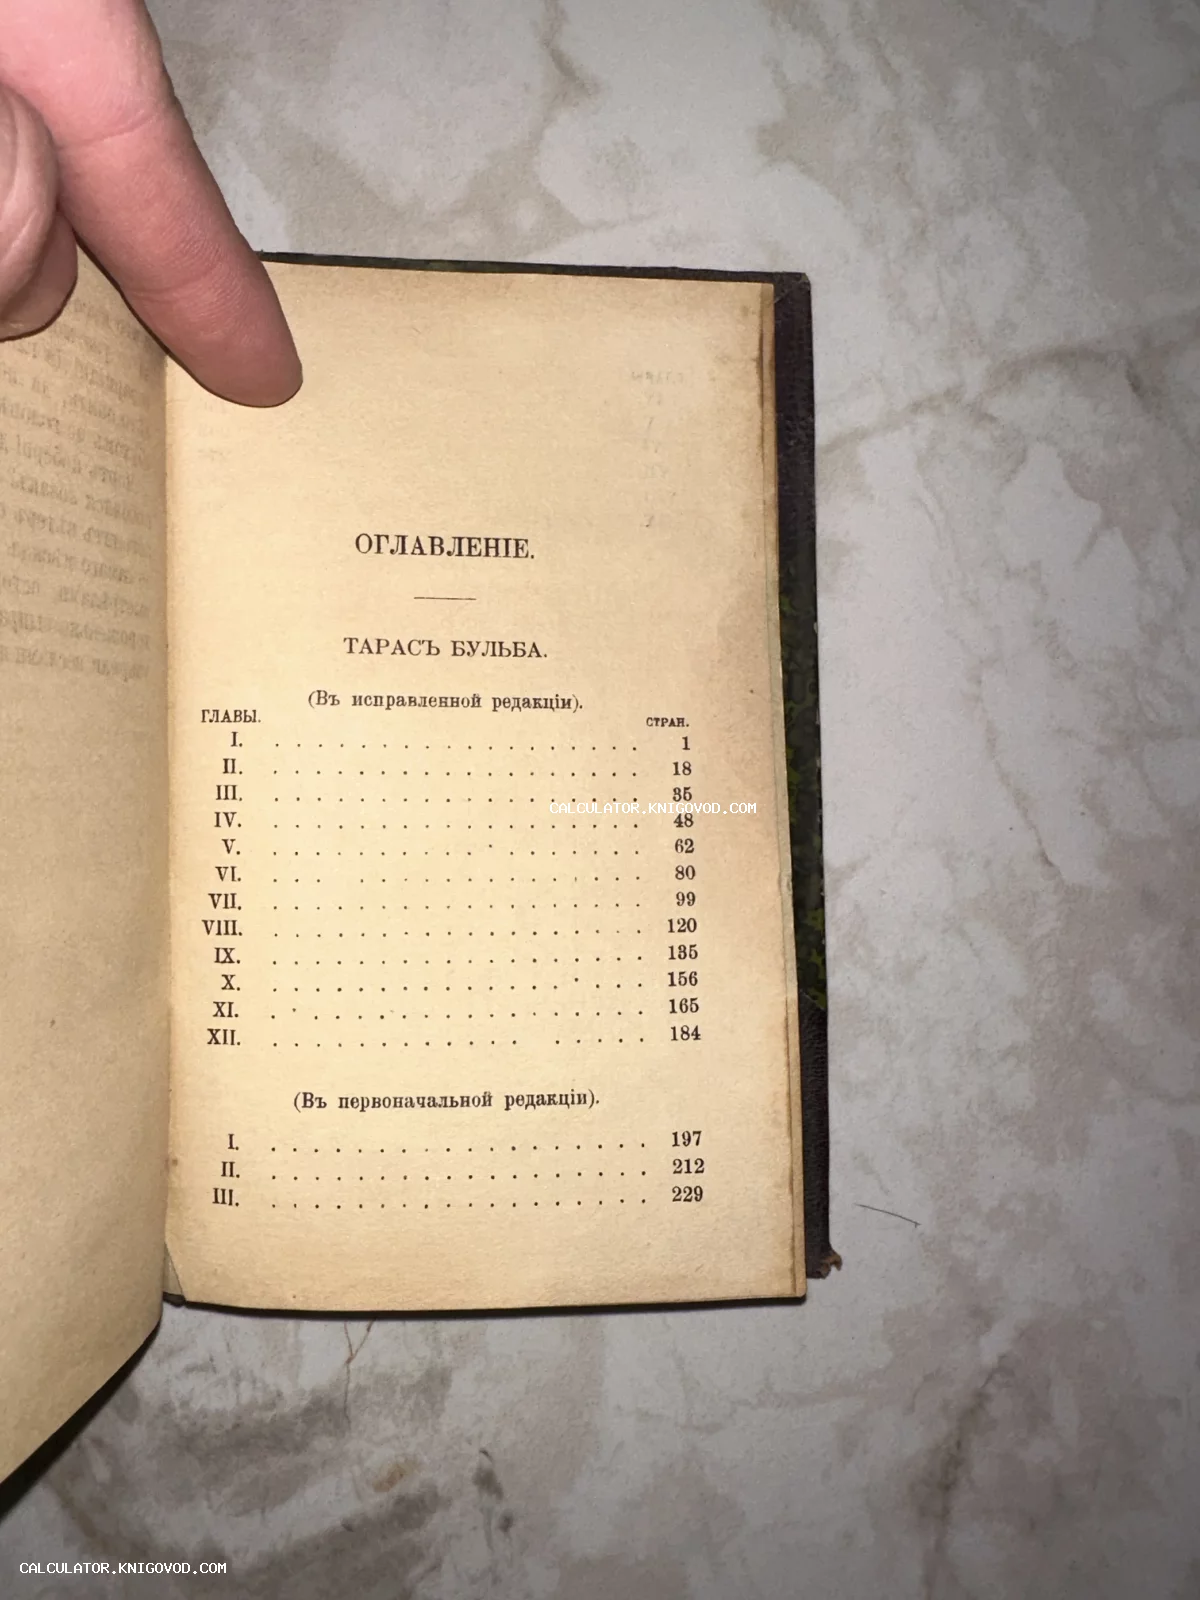 ОГЛАВЛЕНІЕ.
ТАРАСЪ БУЛЬБА.
(Въ исправленной редакціи).
ГЛАВЫ. СТРАН.
I. . . . . . . . . . . . . . . . . . 1
II. . . . . . . . . . . . . . . . . . 18
III. . . . . . . . . . . . . . . . . . 35
CALCULATOR.KNIGOVOD.COM
IV. . . . . . . . . . . . . . . . . . 48
V. . . . . . . . . . . . . . . . . . 62
VI. . . . . . . . . . . . . . . . . 80
VII. . . . . . . . . . . . . . . . . . 99
VIII. . . . . . . . . . . . . . . . . . 120
IX. . . . . . . . . . . . . . . . . . 135
X. . . . . . . . . . . . . . . . . . 156
XI. . . . . . . . . . . . . . . . . . 165
XII. . . . . . . . . . . . . . . . . 184
(Въ первоначальной редакціи).
I. . . . . . . . . . . . . . . . . . 197
II. . . . . . . . . . . . . . . . . . 212
III. . . . . . . . . . . . . . . . . . 229
CALCULATOR.KNIGOVOD.COM